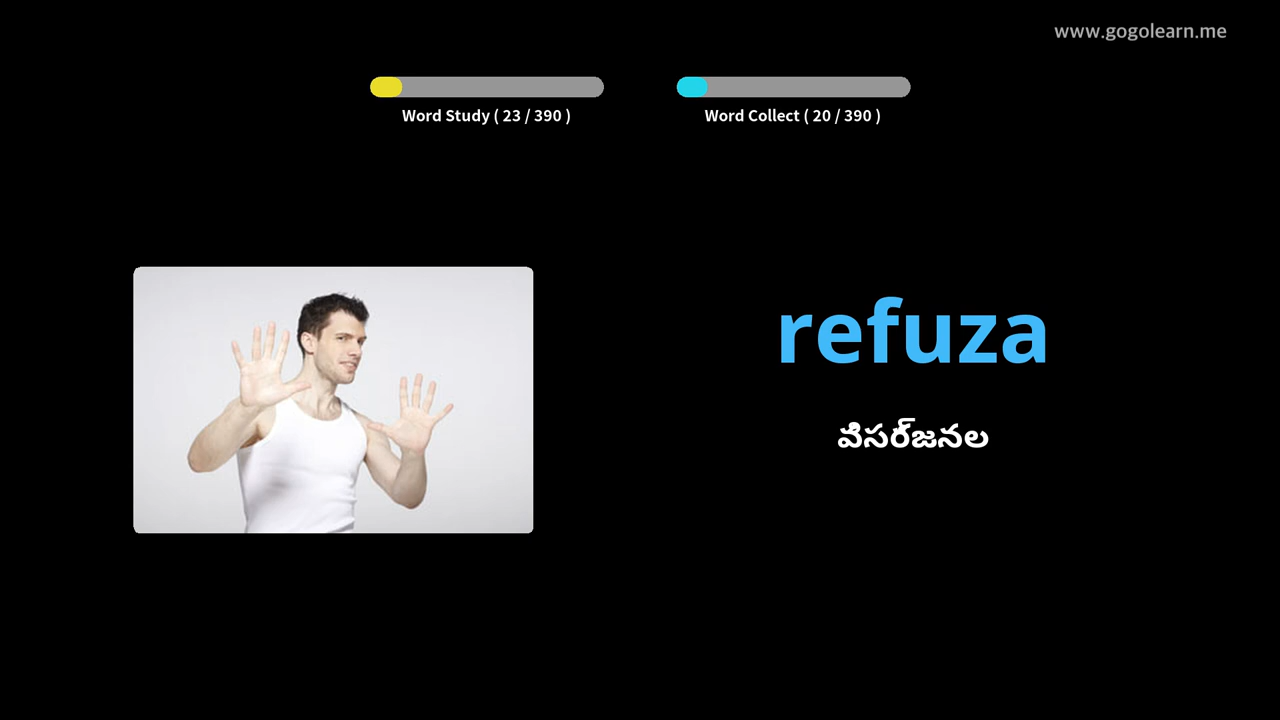 www.gogolearn.me
Word Study ( 23 / 390 )
Word Collect ( 20 / 390 )
refuza
విసర్జనల